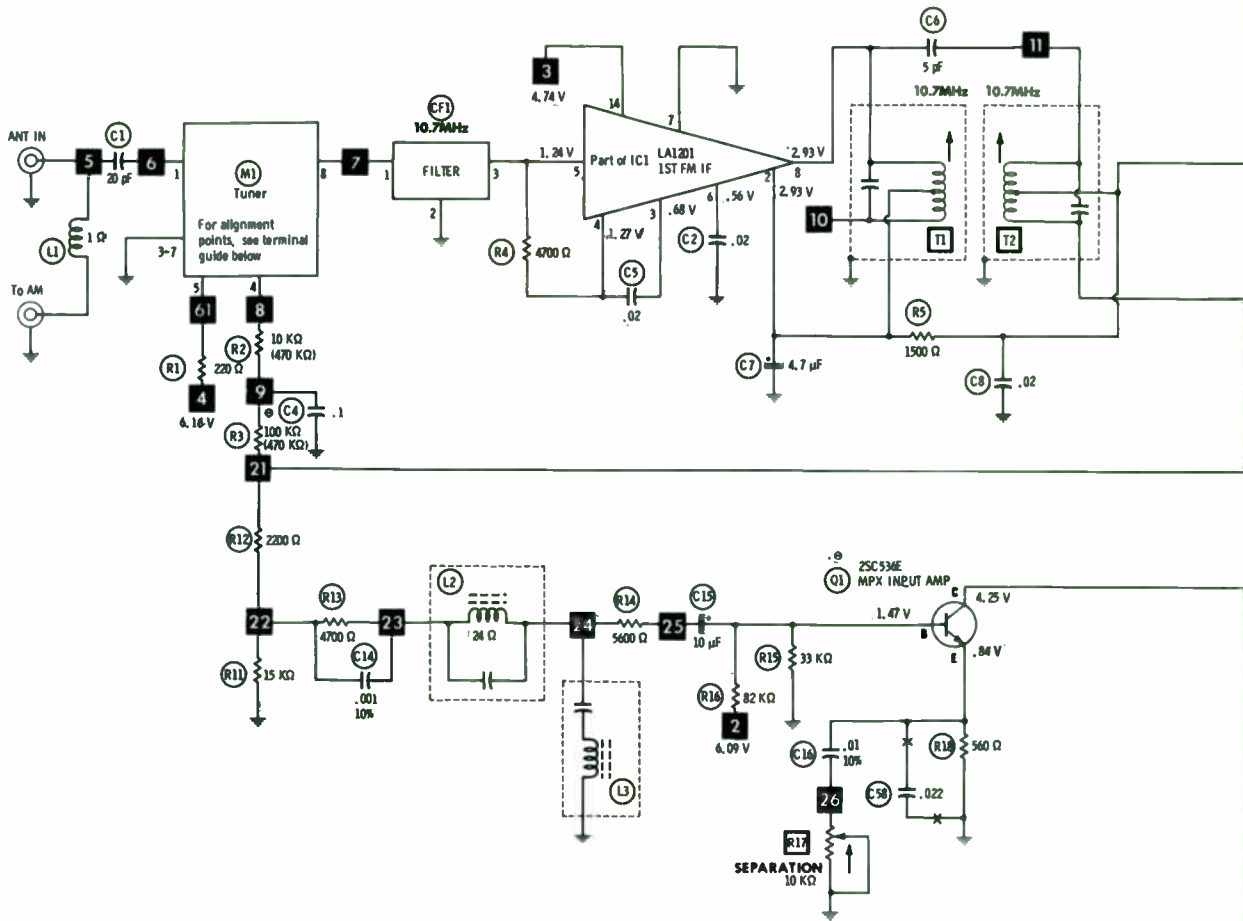 C6
11
5 pF
3
4.74 V
14
7
10.7MHz
10.7MHz
CF1
10.7MHz
ANT IN
C1
5
6
20 pF
1
M1
Tuner
8
7
1
FILTER
3
2
1.24 V
5
Part of IC1
LA1201
1ST FM IF
2.93 V
8
2
2.93 V
6
.56 V
3
.68 V
4
1.27 V
For alignment
points, see terminal
guide below
L1
1 Ω
3-7
R4
4700 Ω
C5
.02
C2
.02
10
T1
T2
To AM
5
4
61
8
R1
220 Ω
R2
10 KΩ
(470 KΩ)
4
6.16 V
9
C4
.1
R3
100 KΩ
(470 KΩ)
R5
1500 Ω
C7
4.7 µF
C8
.02
21
R12
2200 Ω
22
R13
4700 Ω
23
C14
.001
10%
R11
15 KΩ
L2
24 Ω
24
R14
5600 Ω
25
C15
10 µF
L3
R15
33 KΩ
R16
82 KΩ
2
6.09 V
2SC536E
Q1
MPX INPUT AMP
C
4.25 V
1.47 V
B
E
.84 V
C16
.01
10%
C58
.022
R18
560 Ω
26
R17
SEPARATION
10 KΩ